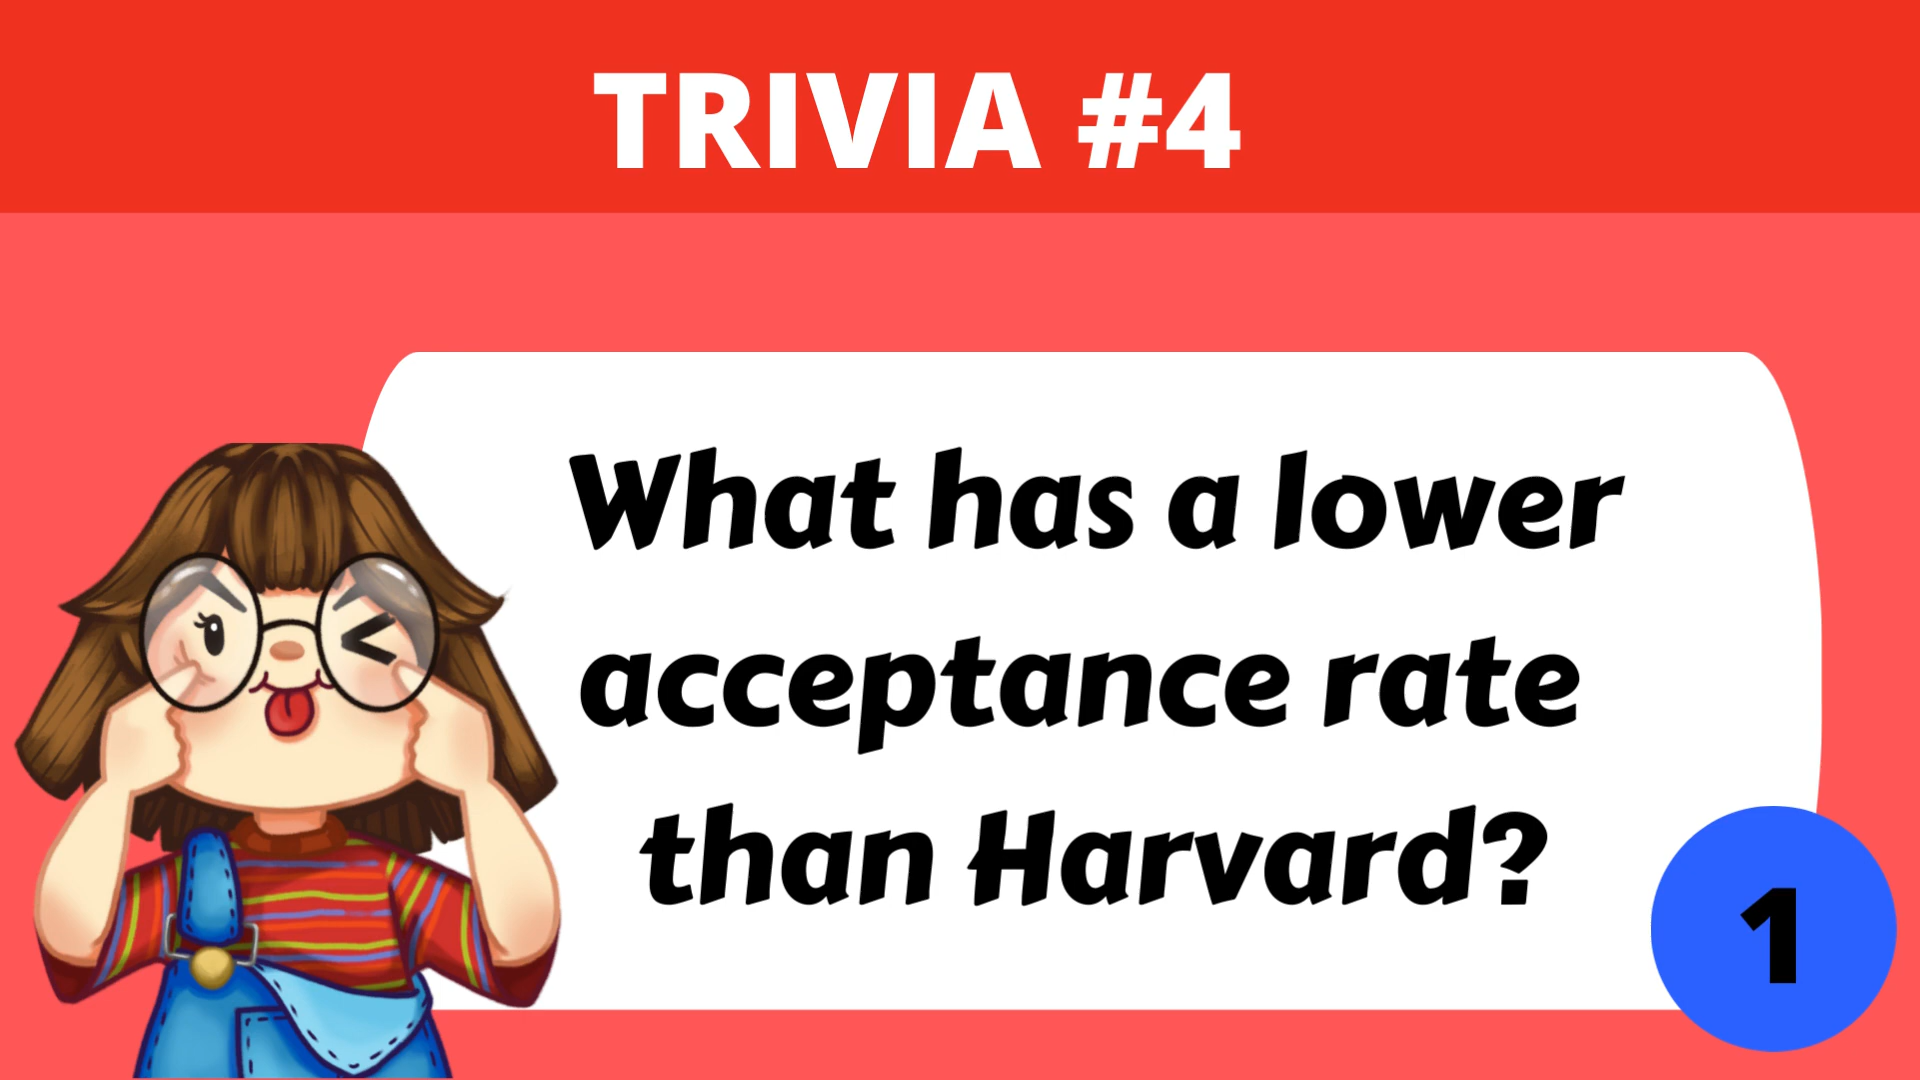 TRIVIA #4
What has a lower
acceptance rate
than Harvard?
1